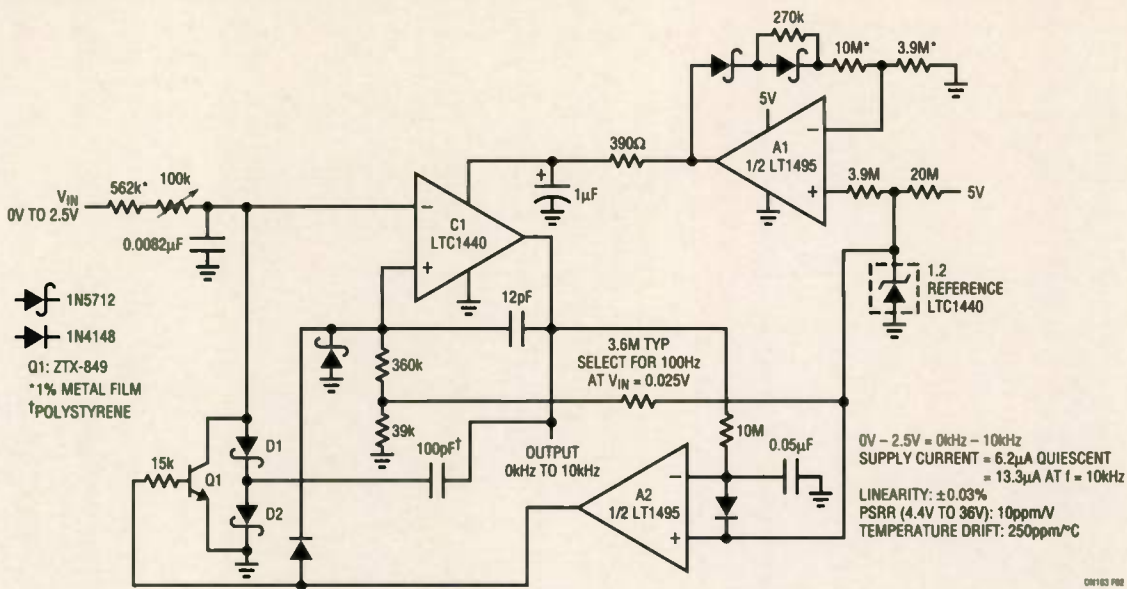 270k
10M*
3.9M*
5V
390Ω
−
A1
1/2 LT1495
+
3.9M
20M
5V
+
1µF
562k*
100k
VIN
0V TO 2.5V
0.0082µF
−
C1
LTC1440
+
12pF
1.2
REFERENCE
LTC1440
1N5712
1N4148
Q1: ZTX-849
*1% METAL FILM
†POLYSTYRENE
360k
3.6M TYP
SELECT FOR 100Hz
AT VIN = 0.025V
39k
100pF†
OUTPUT
0kHz TO 10kHz
10M
0.05µF
15k
Q1
D1
D2
−
A2
1/2 LT1495
+
0V – 2.5V = 0kHz – 10kHz
SUPPLY CURRENT = 6.2µA QUIESCENT
= 13.3µA AT f = 10kHz
LINEARITY: ±0.03%
PSRR (4.4V TO 36V): 10ppm/V
TEMPERATURE DRIFT: 250ppm/°C
DN163 F02